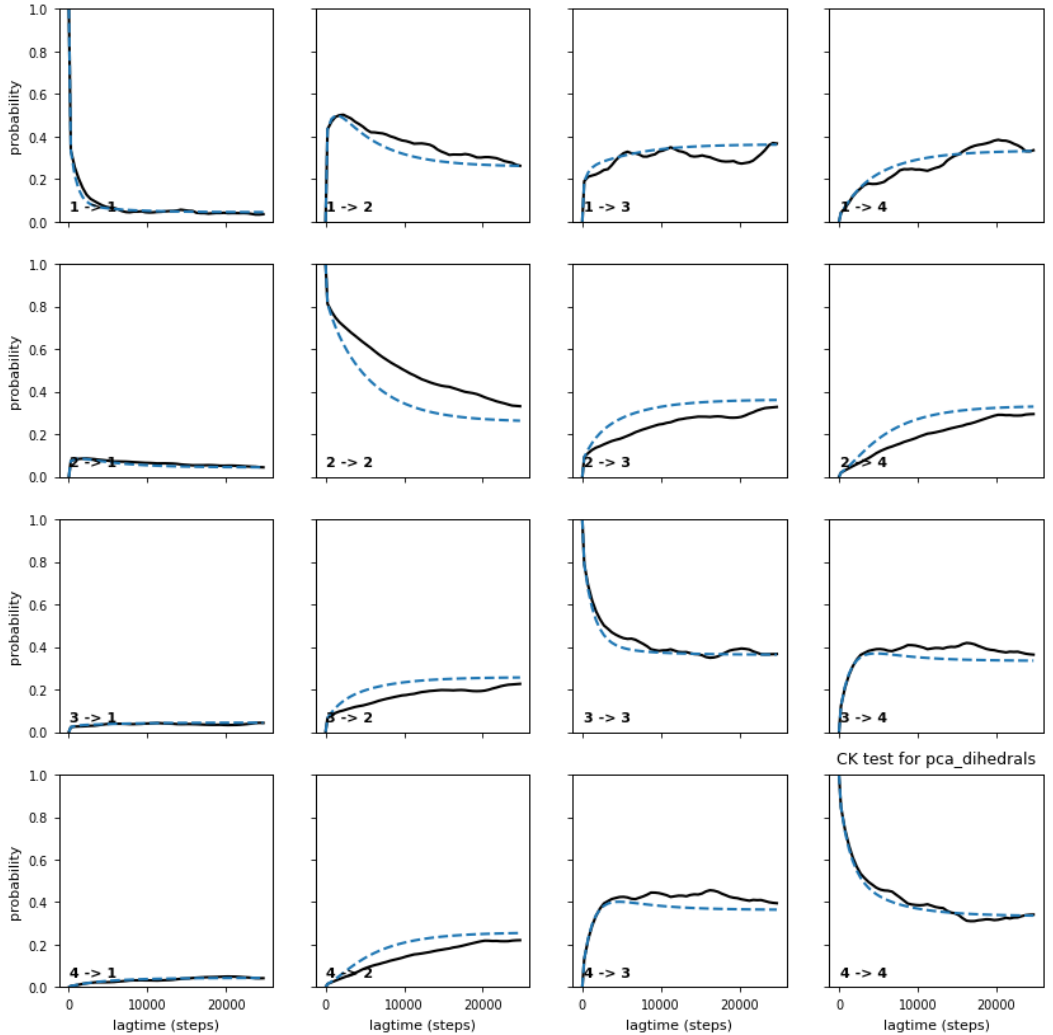 1.0
0.8
0.6
0.4
0.2
0.0
probability
1 -> 1
1 -> 2
1 -> 3
1 -> 4
1.0
0.8
0.6
0.4
0.2
0.0
probability
2 -> 1
2 -> 2
2 -> 3
2 -> 4
1.0
0.8
0.6
0.4
0.2
0.0
probability
3 -> 1
3 -> 2
3 -> 3
3 -> 4
CK test for pca_dihedrals
1.0
0.8
0.6
0.4
0.2
0.0
probability
4 -> 1
4 -> 2
4 -> 3
4 -> 4
0 10000 20000
0 10000 20000
0 10000 20000
0 10000 20000
lagtime (steps)
lagtime (steps)
lagtime (steps)
lagtime (steps)